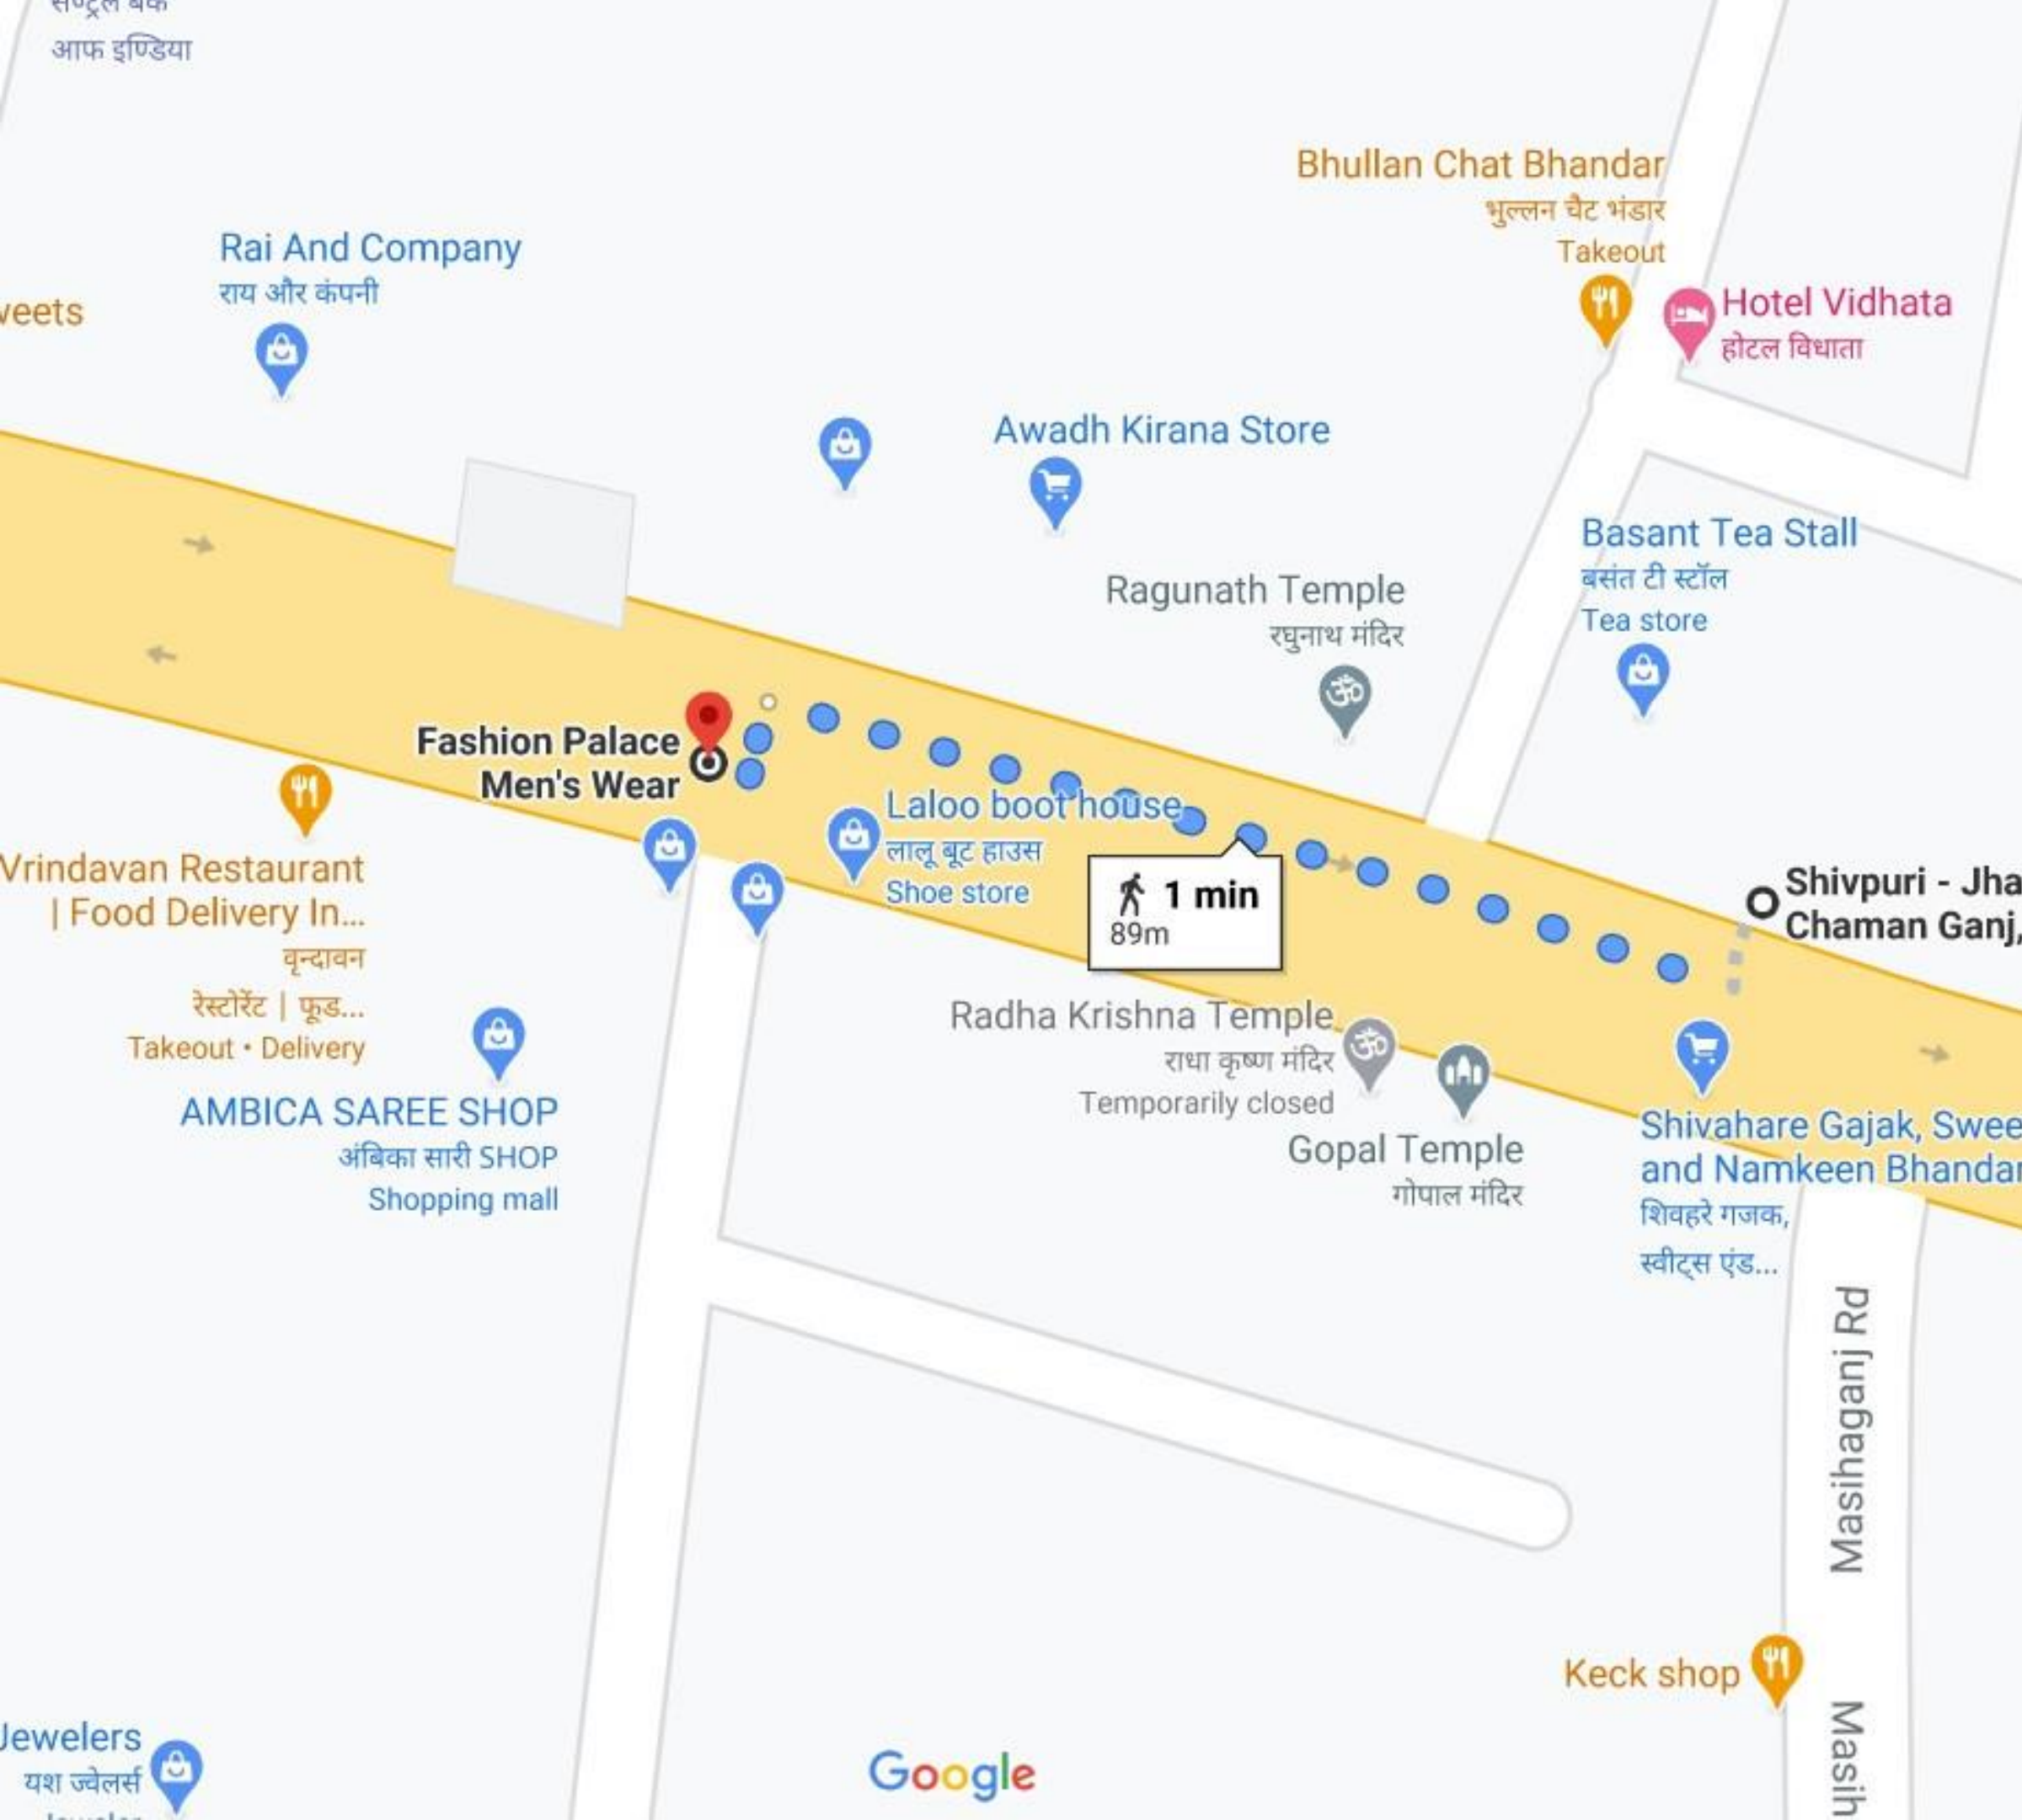 सेण्ट्रल बैंक
आफ इण्डिया
Bhullan Chat Bhandar
भुल्लन चैट भंडार
Takeout
Rai And Company
राय और कंपनी
Hotel Vidhata
होटल विधाता
weets
Awadh Kirana Store
Basant Tea Stall
बसंत टी स्टॉल
Tea store
Ragunath Temple
रघुनाथ मंदिर
Fashion Palace
Men's Wear
Laloo boot house
लालू बूट हाउस
Shoe store
1 min
89m
Shivpuri - Jha
Chaman Ganj,
Vrindavan Restaurant
| Food Delivery In...
वृन्दावन
रेस्टोरेंट | फूड...
Takeout • Delivery
Radha Krishna Temple
राधा कृष्ण मंदिर
Temporarily closed
AMBICA SAREE SHOP
अंबिका सारी SHOP
Shopping mall
Gopal Temple
गोपाल मंदिर
Shivahare Gajak, Swee
and Namkeen Bhandar
शिवहरे गजक,
स्वीट्स एंड...
Masihaganj Rd
Keck shop
Masih
Jewelers
यश ज्वेलर्स
Google